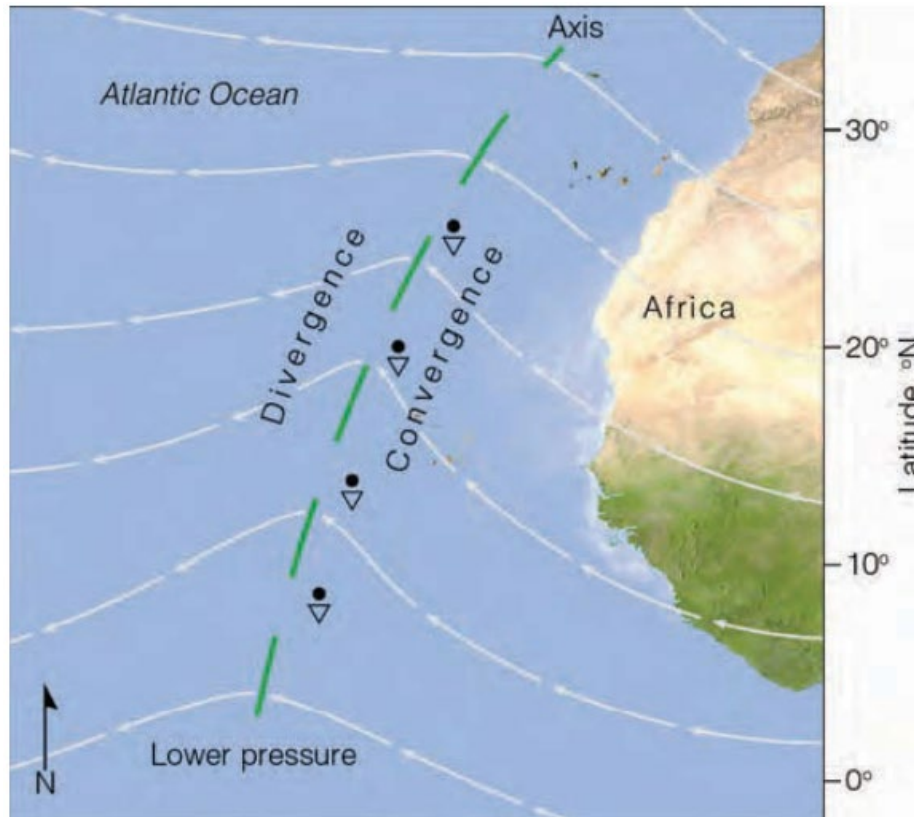 Axis
Atlantic Ocean
30°
Divergence
Convergence
Africa
20°
Latitude, °N
10°
Lower pressure
N
0°